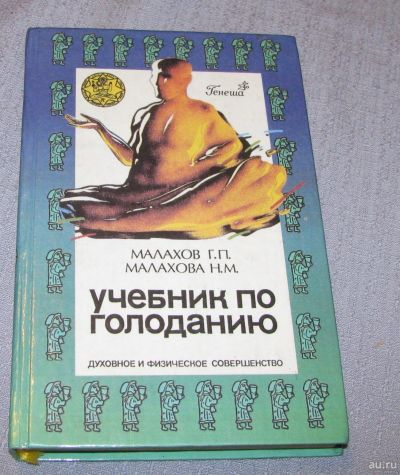 Генеша
МАЛАХОВ Г.П.
МАЛАХОВА Н.М.
УЧЕБНИК ПО
ГОЛОДАНИЮ
ДУХОВНОЕ И ФИЗИЧЕСКОЕ СОВЕРШЕНСТВО
au.ru